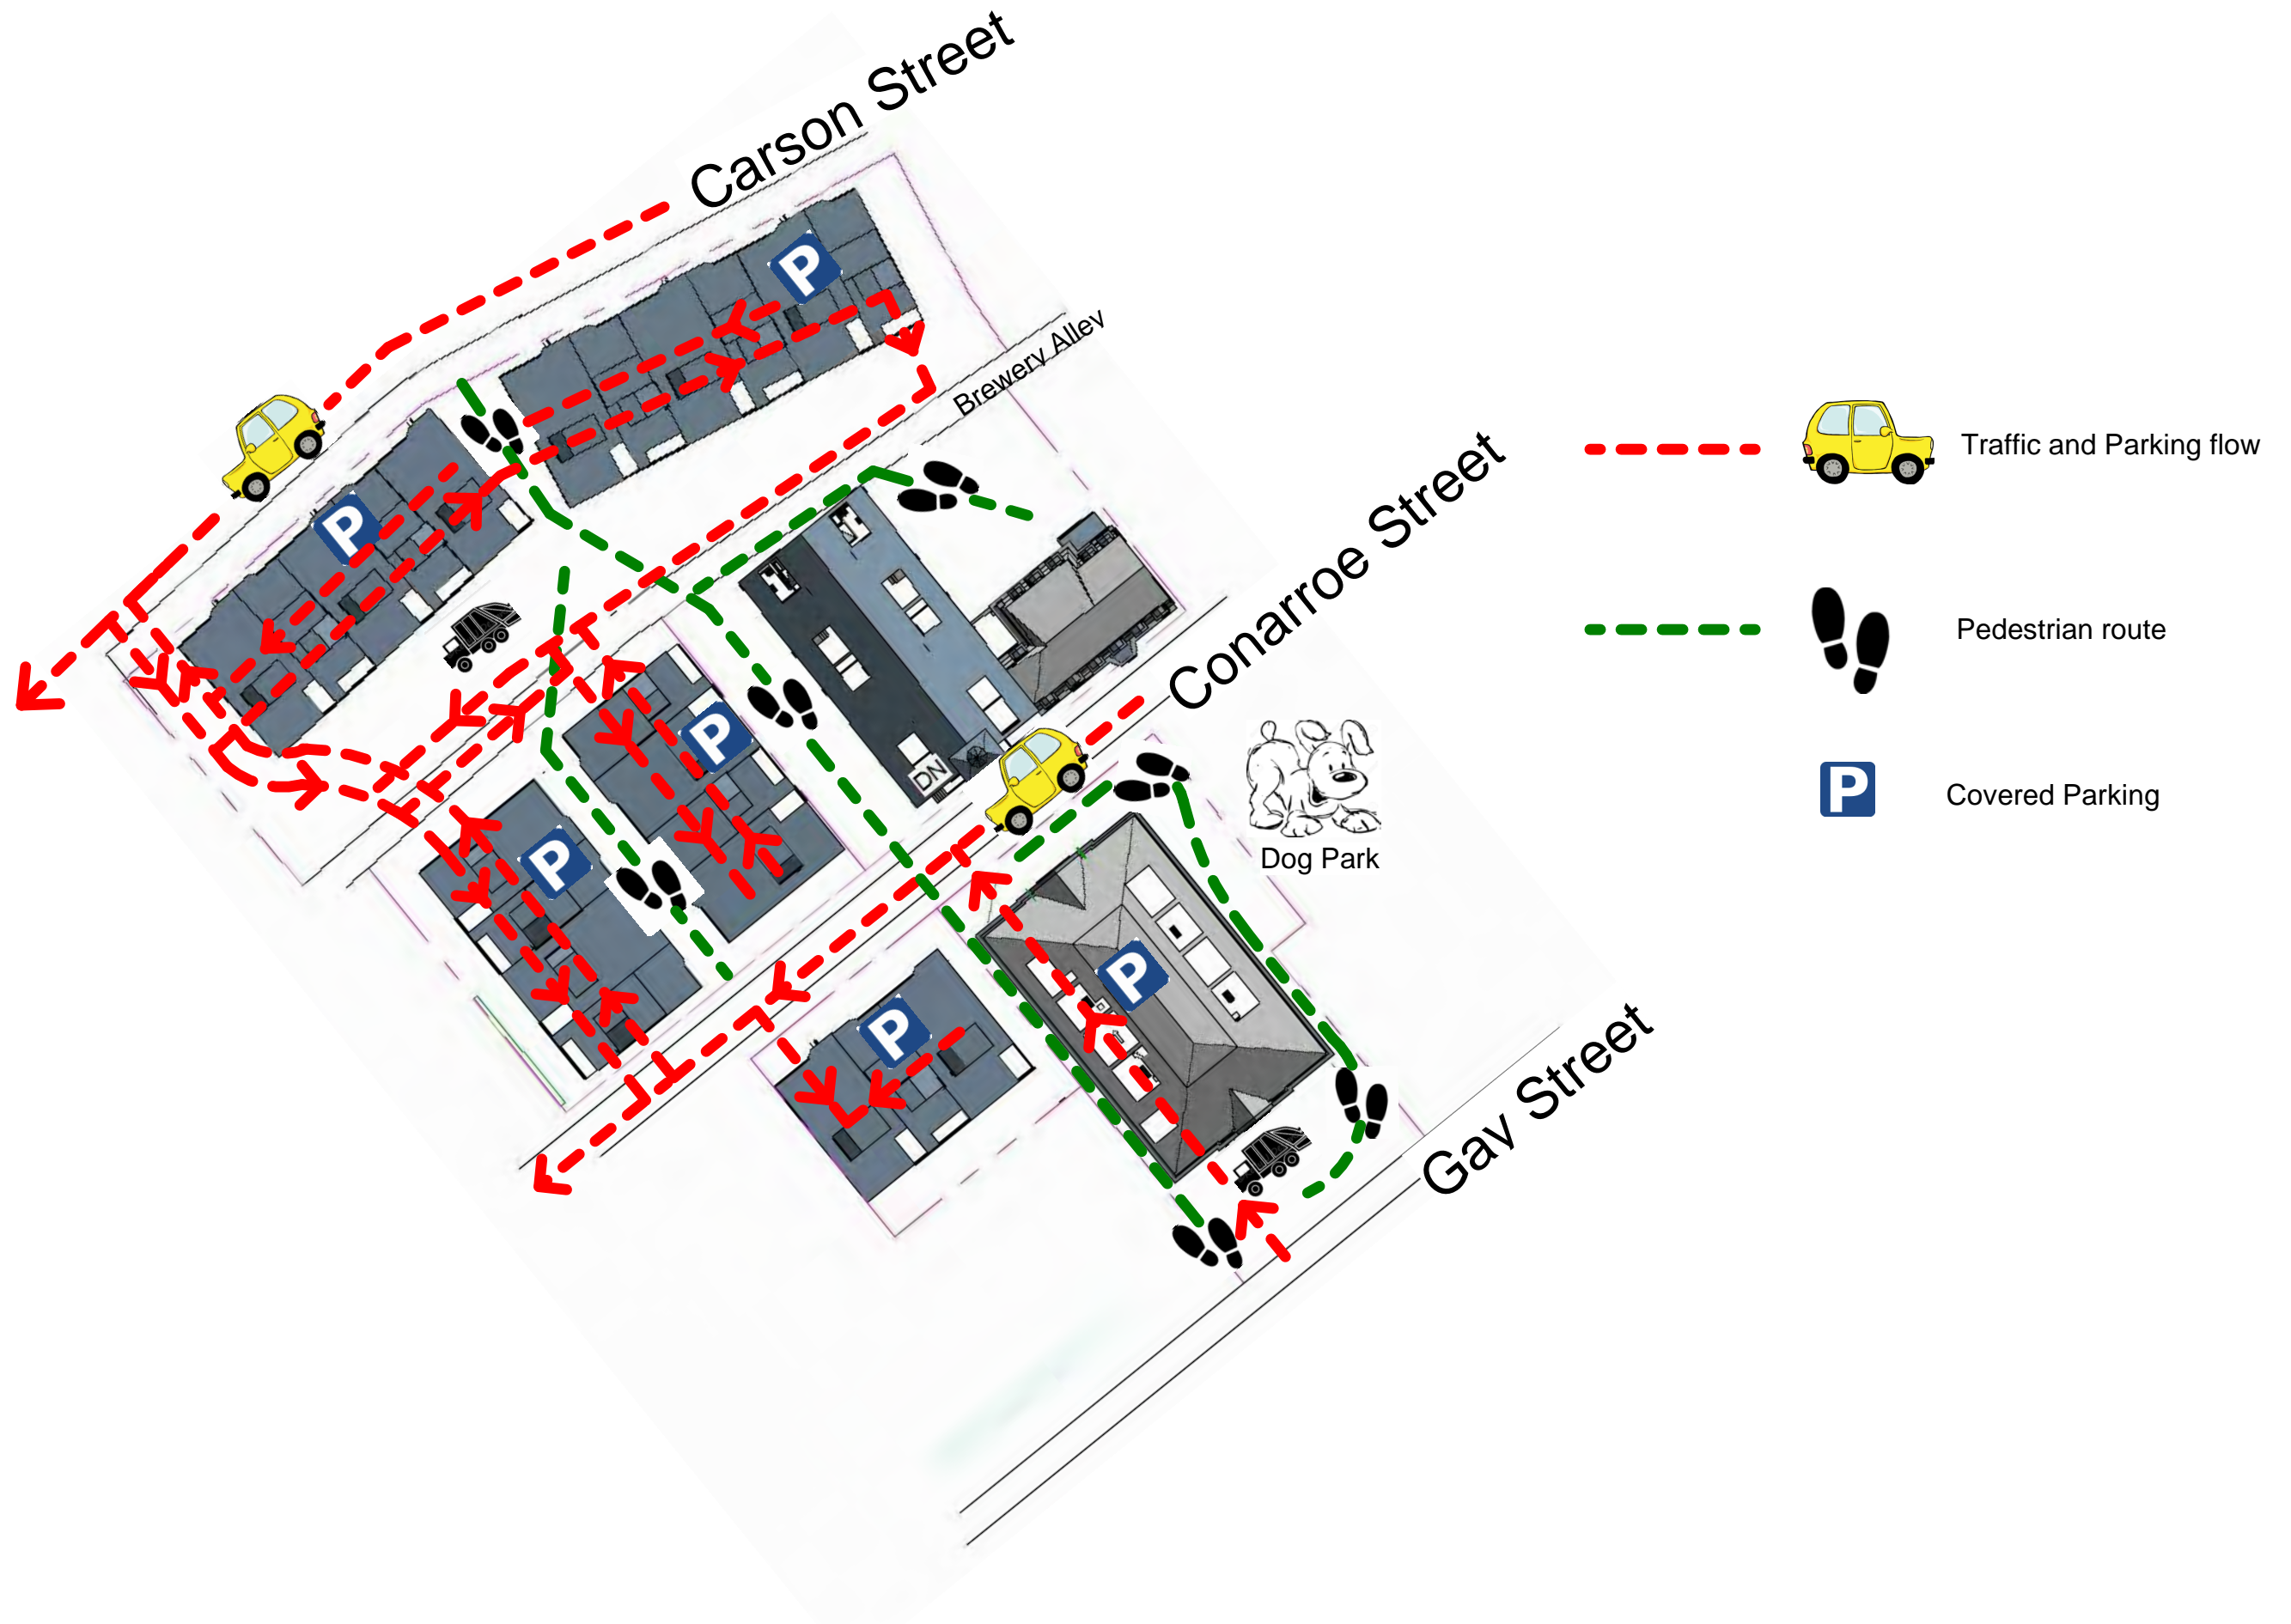 Carson Street
P
Brewery Alley
P
Conarroe Street
Traffic and Parking flow
Pedestrian route
P
DN
P
Covered Parking
P
Dog Park
P
P
Gay Street